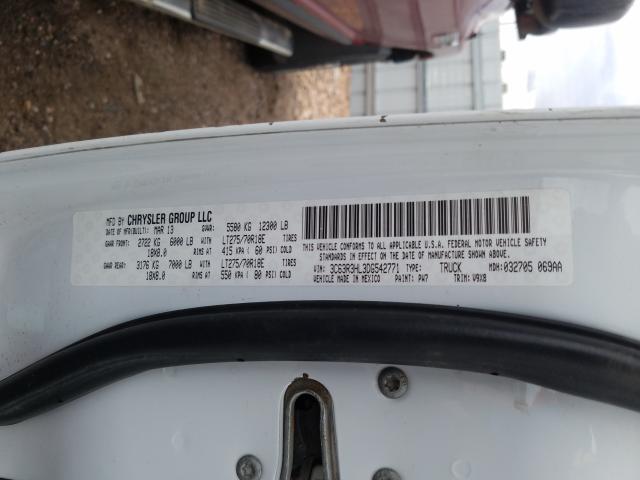 MFD BY CHRYSLER GROUP LLC
DATE OF MFR(BUILT): MAR 13 GVWR: 5580 KG 12300 LB
GAWR FRONT: 2722 KG 6000 LB WITH LT275/70R18E TIRES
18X8.0 RIMS AT 415 KPA ( 60 PSI) COLD
GAWR REAR: 3176 KG 7000 LB WITH LT275/70R18E TIRES
18X8.0 RIMS AT 550 KPA ( 80 PSI) COLD
THIS VEHICLE CONFORMS TO ALL APPLICABLE U.S.A. FEDERAL MOTOR VEHICLE SAFETY
STANDARDS IN EFFECT ON THE DATE OF MANUFACTURE SHOWN ABOVE.
VIN: 3C63R3HL3DG542771 TYPE: TRUCK MDH: 032705 069AA
VEHICLE MADE IN MEXICO PAINT: PW7 TRIM: V9X8